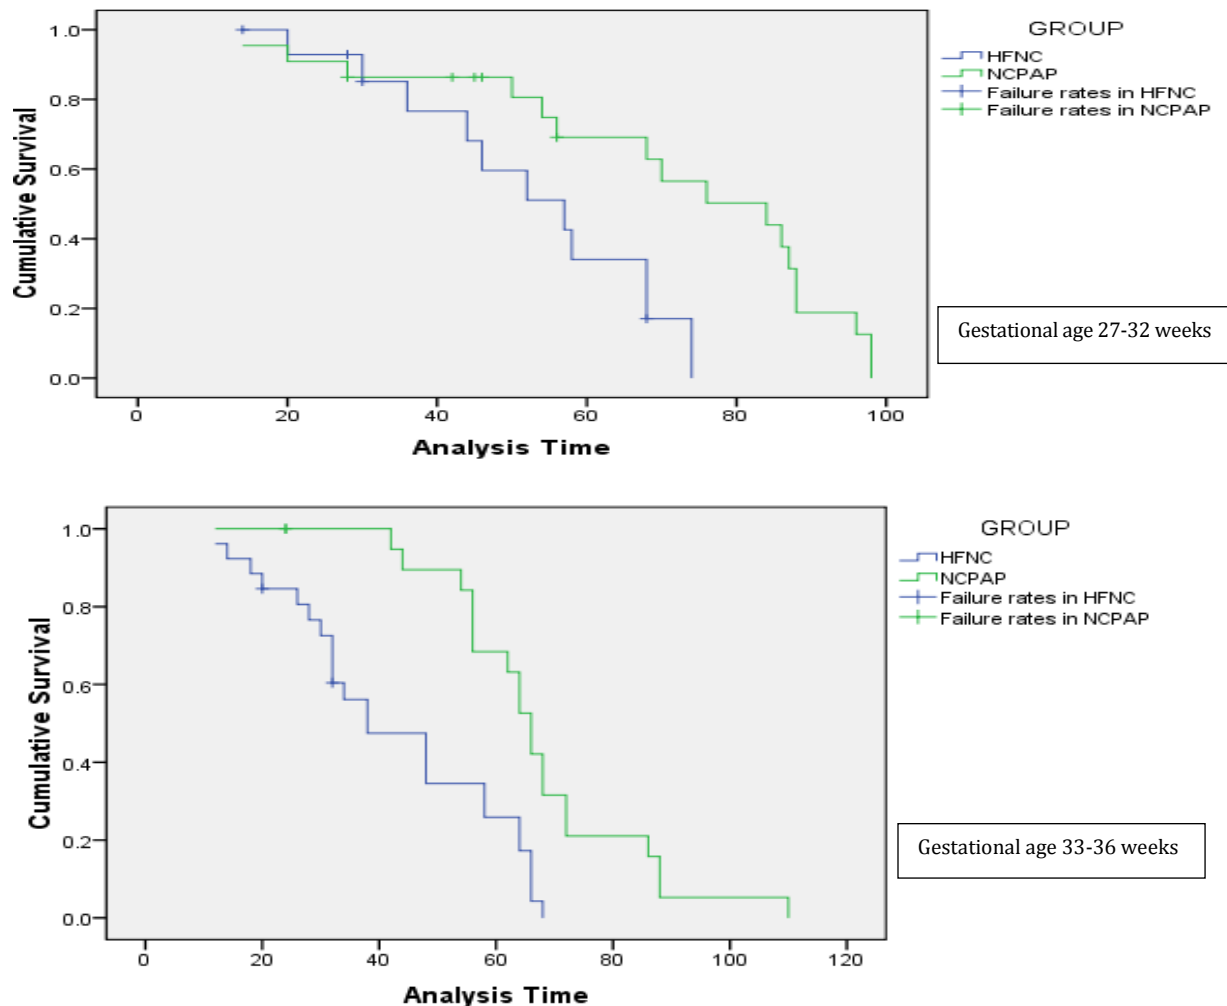 GROUP
HFNC
NCPAP
Failure rates in HFNC
Failure rates in NCPAP
Cumulative Survival
1.0
0.8
0.6
0.4
0.2
0.0
0 20 40 60 80 100
Analysis Time
Gestational age 27-32 weeks
GROUP
HFNC
NCPAP
Failure rates in HFNC
Failure rates in NCPAP
Cumulative Survival
1.0
0.8
0.6
0.4
0.2
0.0
0 20 40 60 80 100 120
Analysis Time
Gestational age 33-36 weeks